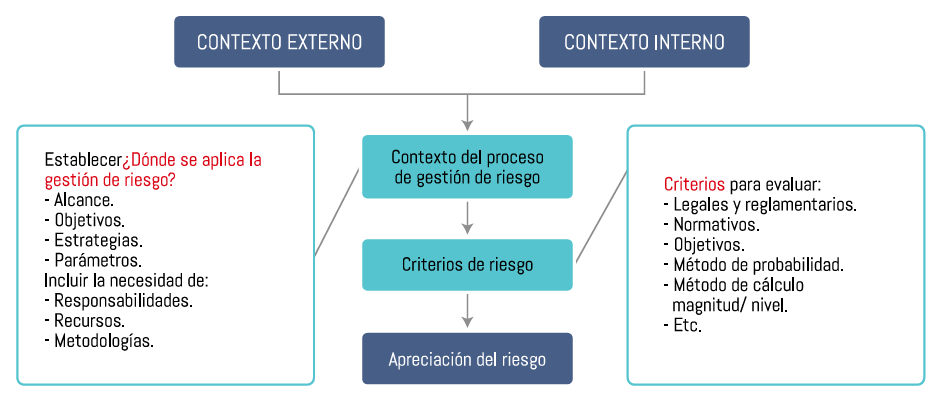 CONTEXTO EXTERNO
CONTEXTO INTERNO
Establecer¿Dónde se aplica la
gestión de riesgo?
- Alcance.
- Objetivos.
- Estrategias.
- Parámetros.
Incluir la necesidad de:
- Responsabilidades.
- Recursos.
- Metodologías.
Contexto del proceso
de gestión de riesgo
Criterios de riesgo
Apreciación del riesgo
Criterios para evaluar:
- Legales y reglamentarios.
- Normativos.
- Objetivos.
- Método de probabilidad.
- Método de cálculo
magnitud/ nivel.
- Etc.